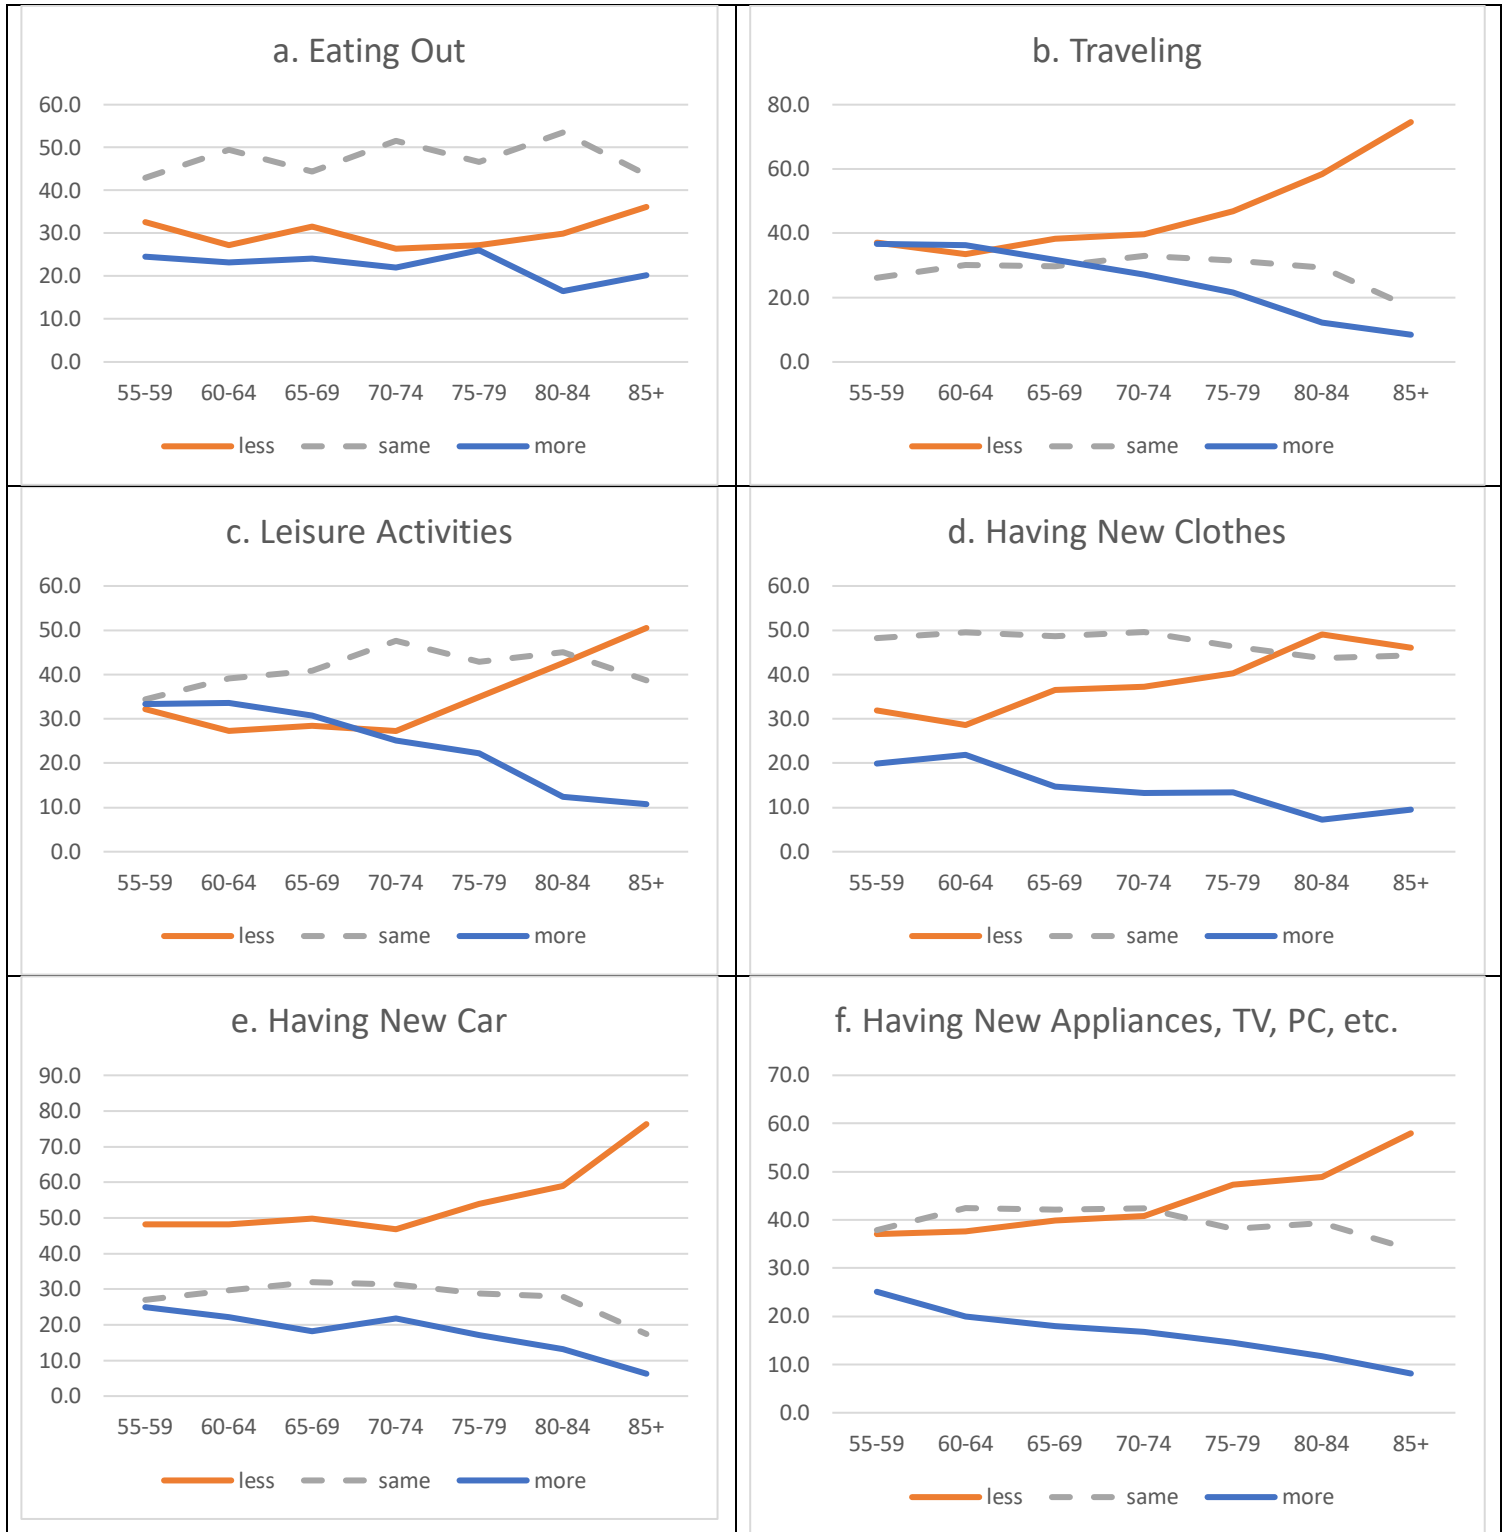 a. Eating Out
60.0
50.0
40.0
30.0
20.0
10.0
0.0
55-59 60-64 65-69 70-74 75-79 80-84 85+
less same more
b. Traveling
80.0
60.0
40.0
20.0
0.0
55-59 60-64 65-69 70-74 75-79 80-84 85+
less same more
c. Leisure Activities
60.0
50.0
40.0
30.0
20.0
10.0
0.0
55-59 60-64 65-69 70-74 75-79 80-84 85+
less same more
d. Having New Clothes
60.0
50.0
40.0
30.0
20.0
10.0
0.0
55-59 60-64 65-69 70-74 75-79 80-84 85+
less same more
e. Having New Car
90.0
80.0
70.0
60.0
50.0
40.0
30.0
20.0
10.0
0.0
55-59 60-64 65-69 70-74 75-79 80-84 85+
less same more
f. Having New Appliances, TV, PC, etc.
70.0
60.0
50.0
40.0
30.0
20.0
10.0
0.0
55-59 60-64 65-69 70-74 75-79 80-84 85+
less same more